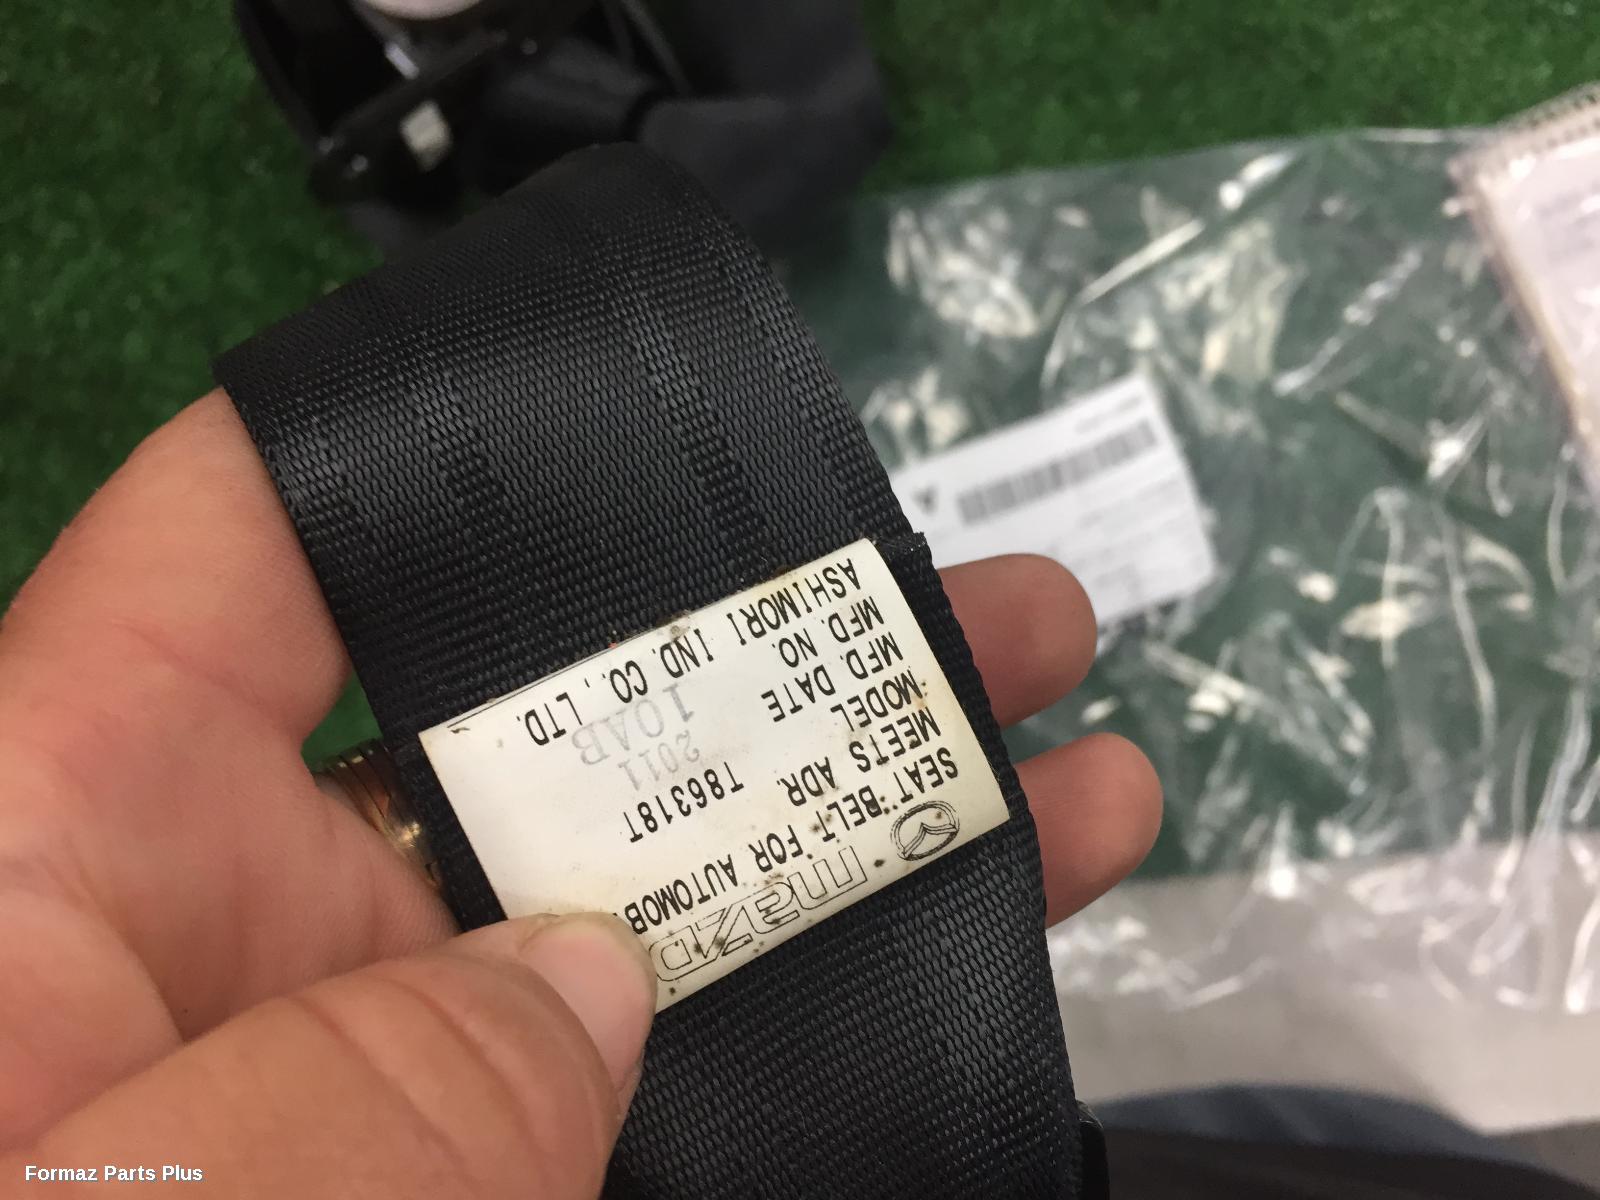 mazD
SEAT BELT FOR AUTOMOB
MEETS ADR.
MODEL T86318T
MFD. DATE 2011
MFD. NO. 10AB
ASHIMORI IND. CO., LTD.
Formaz Parts Plus